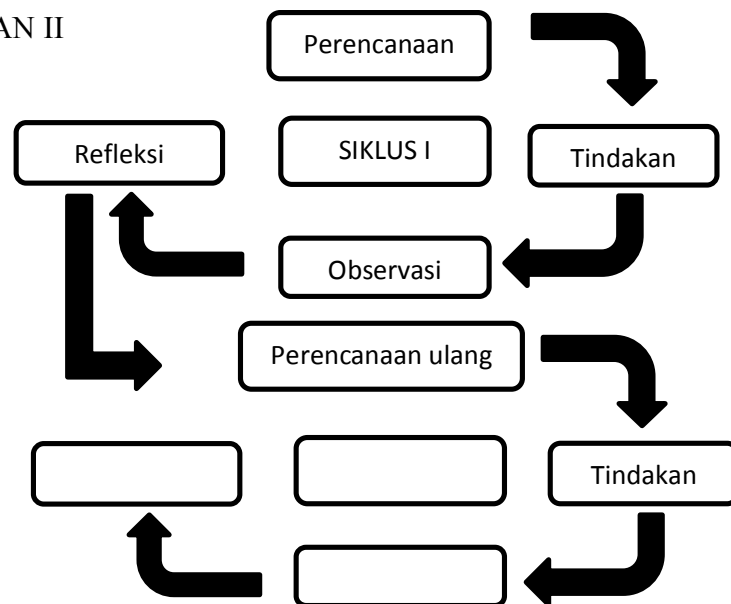 AN II
Perencanaan
Refleksi
SIKLUS I
Tindakan
Observasi
Perencanaan ulang
Tindakan